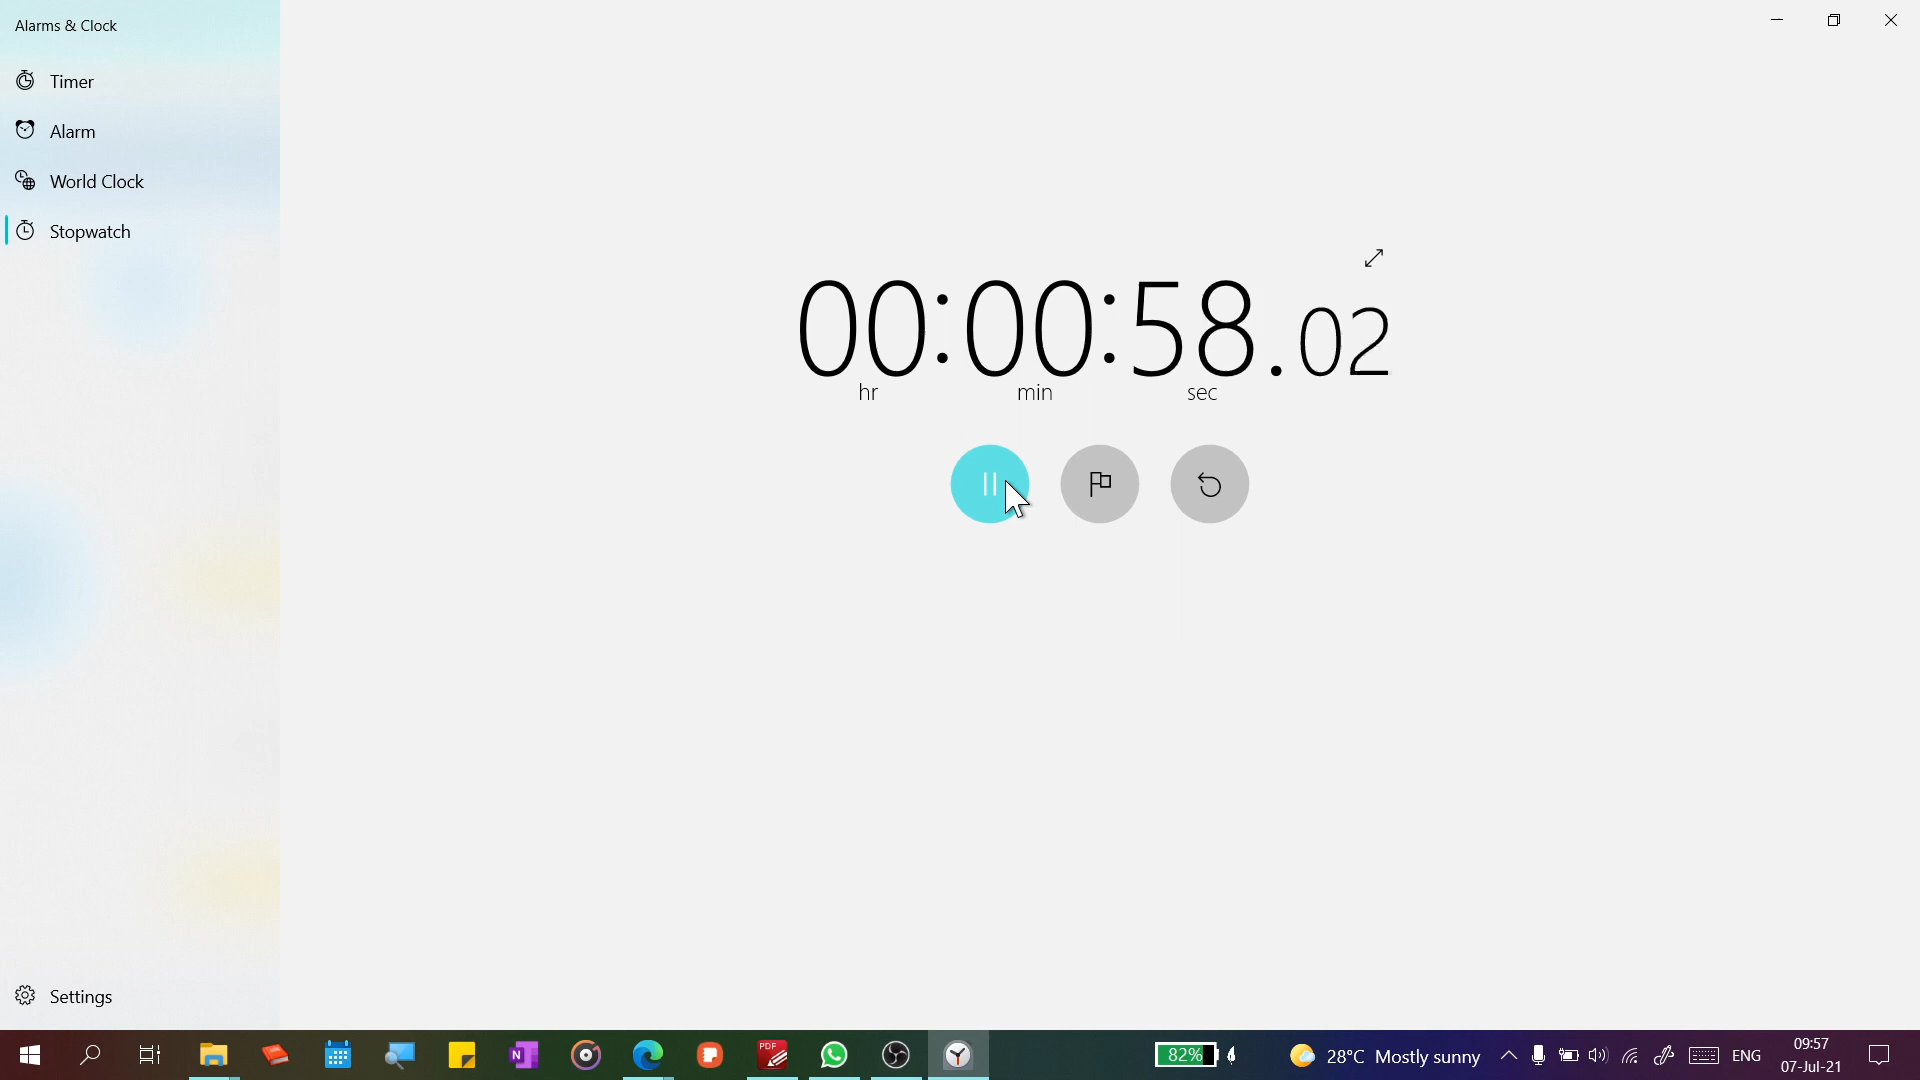 Alarms & Clock
Timer
Alarm
World Clock
Stopwatch
00:00:58.02
hr min sec
Settings
N
PDF
82%
28°C Mostly sunny
ENG
09:57
07-Jul-21